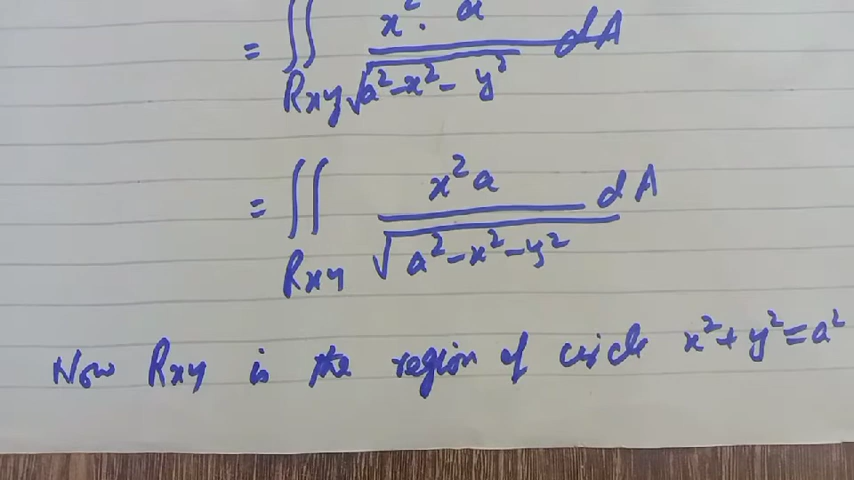 = ∬ x². a / √a²-x²-y² dA
Rxy
= ∬ x²a / √a²-x²-y² dA
Rxy
Now Rxy is the region of circle x²+y²=a²